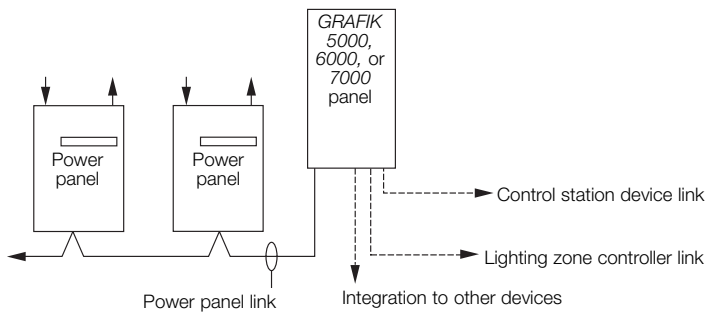 GRAFIK
5000,
6000, or
7000
panel
Power
panel
Power
panel
Control station device link
Lighting zone controller link
Power panel link
Integration to other devices